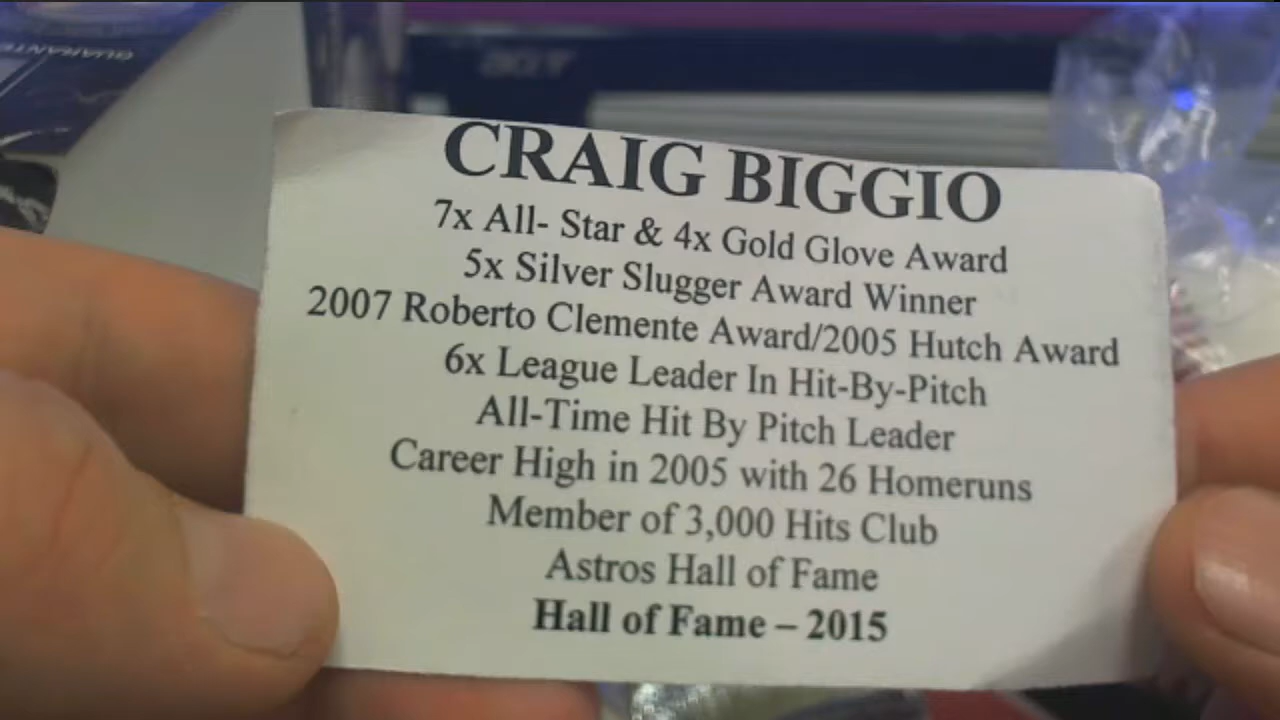 CRAIG BIGGIO
7x All- Star & 4x Gold Glove Award
5x Silver Slugger Award Winner
2007 Roberto Clemente Award/2005 Hutch Award
6x League Leader In Hit-By-Pitch
All-Time Hit By Pitch Leader
Career High in 2005 with 26 Homeruns
Member of 3,000 Hits Club
Astros Hall of Fame
Hall of Fame – 2015